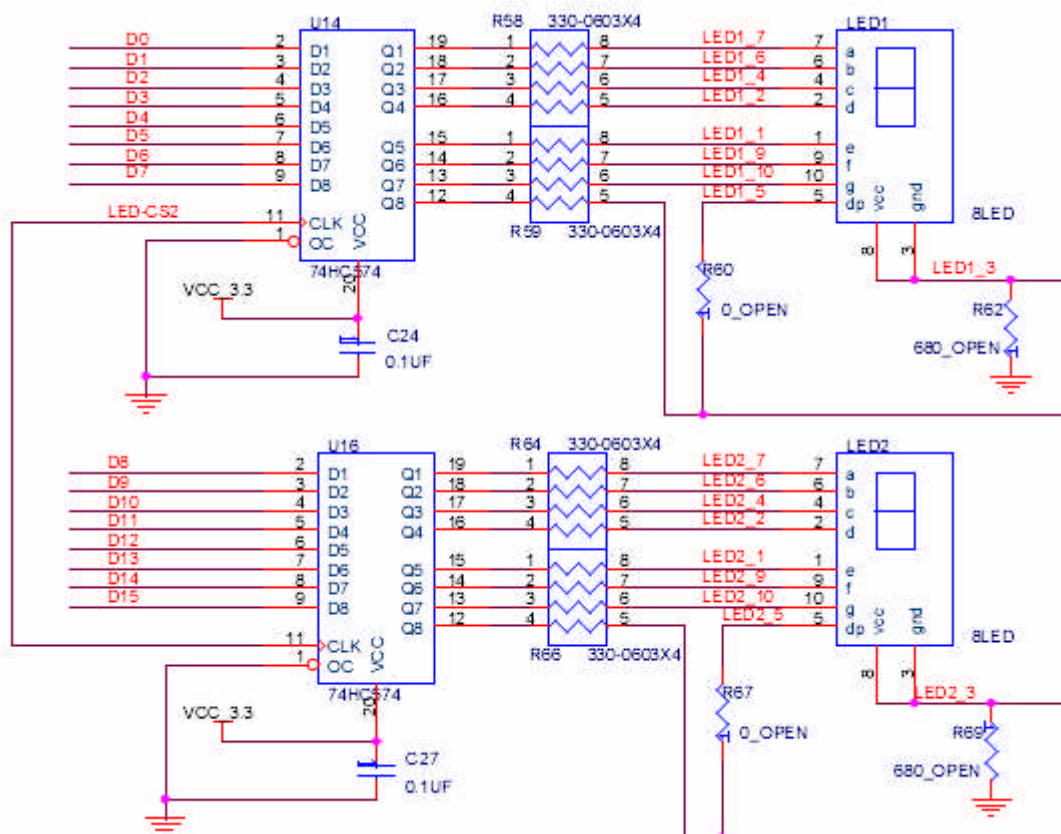 U14 R58 330-0603X4 LED1
D0 2 D1 Q1 19 1 8 LED1_7 7 a
D1 3 D2 Q2 18 2 7 LED1_6 6 b
D2 4 D3 Q3 17 3 6 LED1_4 4 c
D3 5 D4 Q4 16 4 5 LED1_2 2 d
D4 6 D5
D5 7 D6 Q5 15 1 8 LED1_1 1 e
D6 8 D7 Q6 14 2 7 LED1_9 9 f
D7 9 D8 Q7 13 3 6 LED1_10 10 g
Q8 12 4 5 LED1_5 5 dp
vcc gnd
LED-CS2 11 CLK
1 OC VCC
R59 330-0603X4 8LED
8 3
74HC574
20
R60 LED1_3
VCC_3.3
0_OPEN R62
C24
0.1UF
680_OPEN
U16 R64 330-0603X4 LED2
D8 2 D1 Q1 19 1 8 LED2_7 7 a
D9 3 D2 Q2 18 2 7 LED2_6 6 b
D10 4 D3 Q3 17 3 6 LED2_4 4 c
D11 5 D4 Q4 16 4 5 LED2_2 2 d
D12 6 D5
D13 7 D6 Q5 15 1 8 LED2_1 1 e
D14 8 D7 Q6 14 2 7 LED2_9 9 f
D15 9 D8 Q7 13 3 6 LED2_10 10 g
Q8 12 4 5 LED2_5 5 dp
vcc gnd
11 CLK
1 OC VCC
R66 330-0603X4 8LED
8 3
74HC574
20
R67 LED2_3
VCC_3.3
0_OPEN R69
C27
0.1UF
680_OPEN